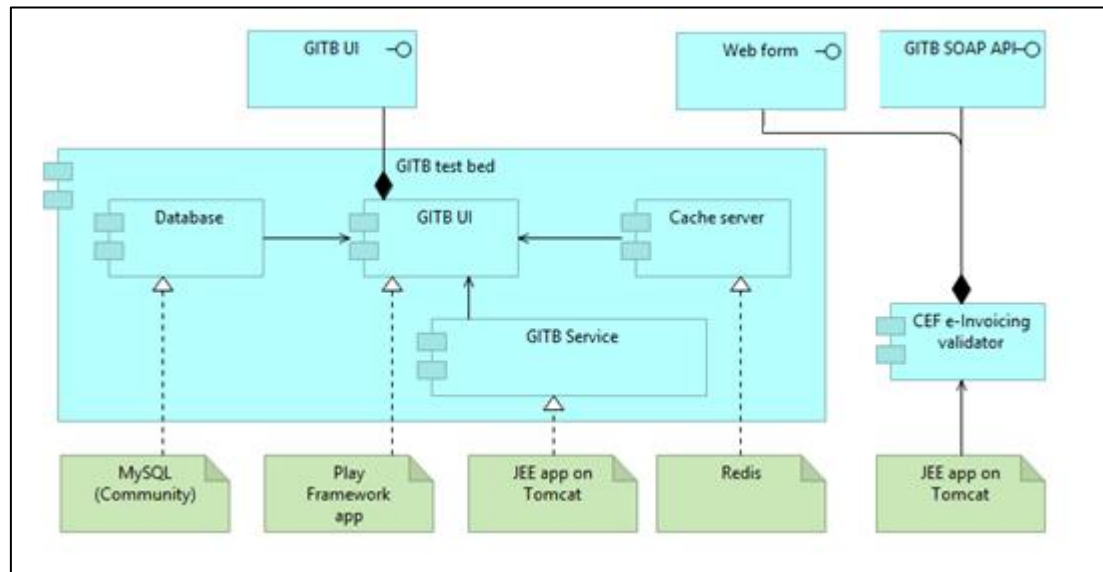 GITB UI
Web form
GITB SOAP API
GITB test bed
Database
GITB UI
Cache server
GITB Service
CEF e-Invoicing
validator
MySQL
(Community)
Play
Framework
app
JEE app on
Tomcat
Redis
JEE app on
Tomcat